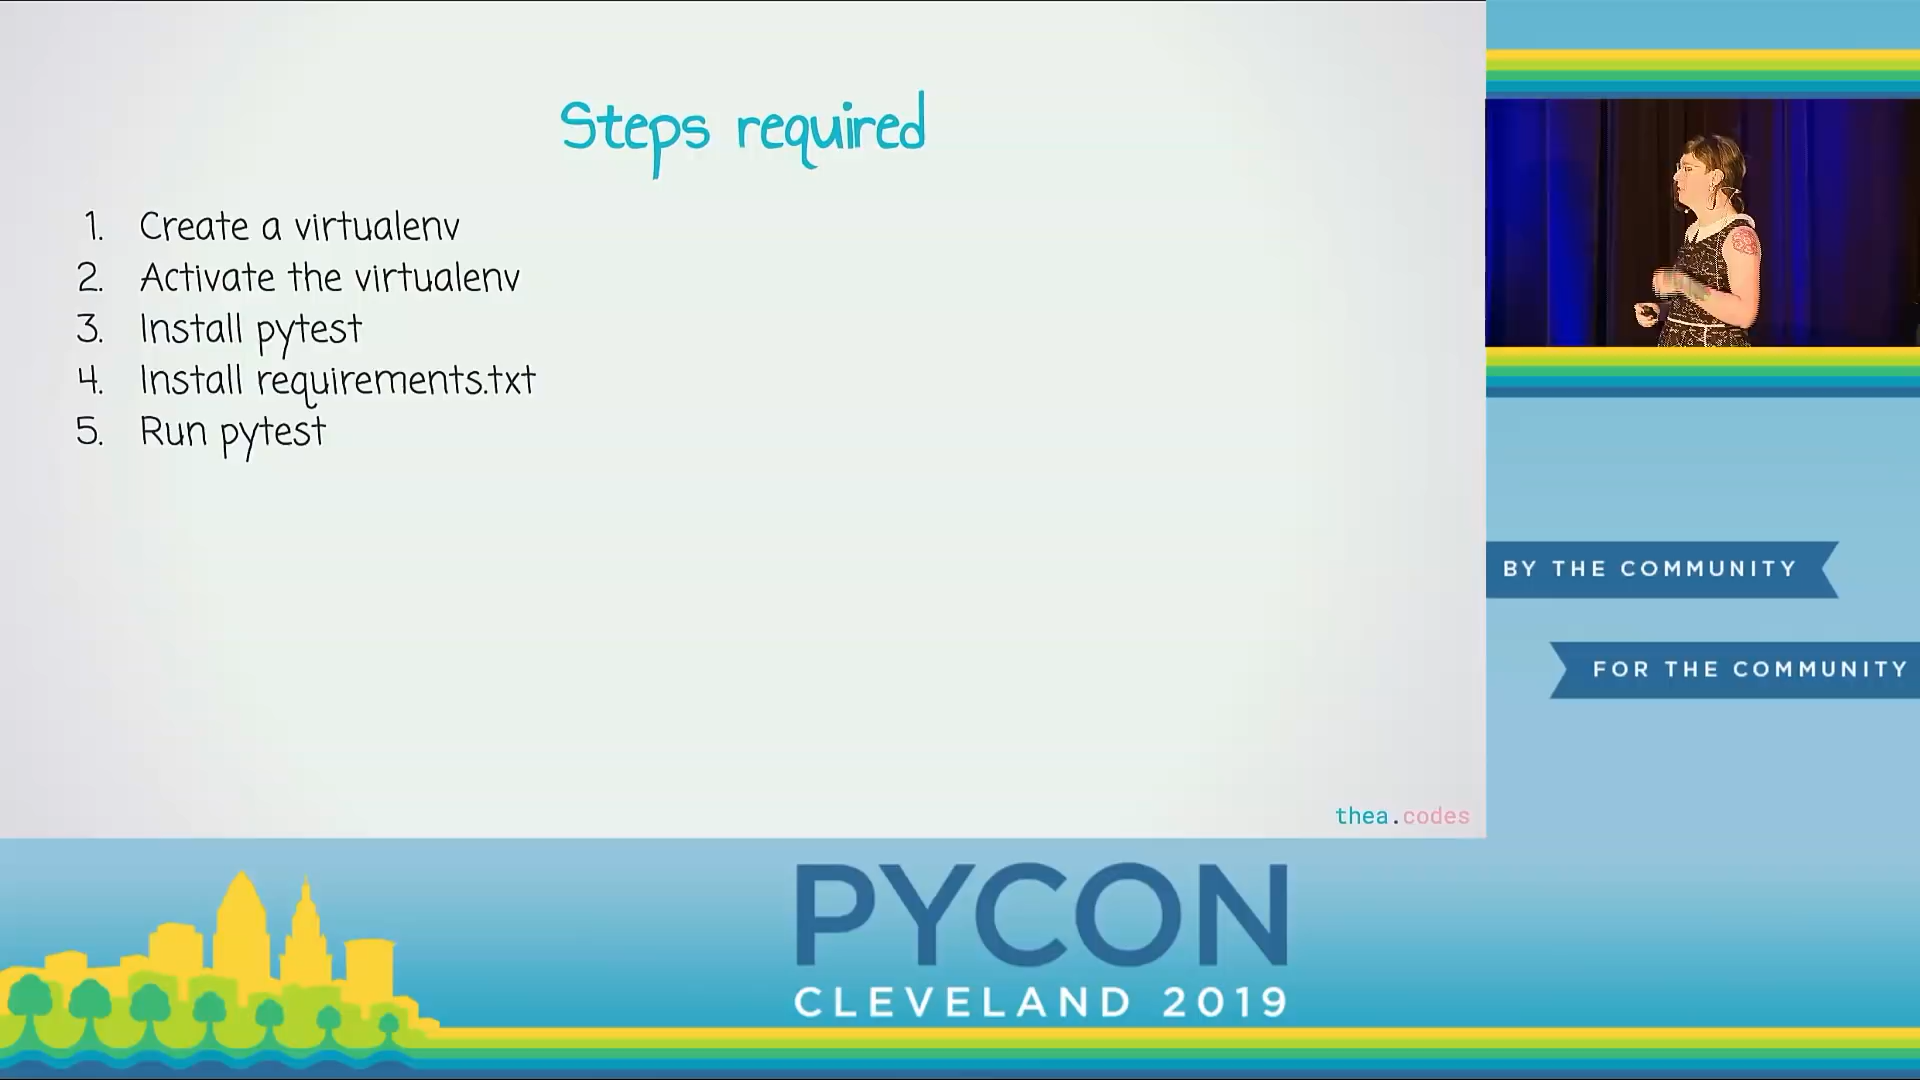 Steps required
1. Create a virtualenv
2. Activate the virtualenv
3. Install pytest
4. Install requirements.txt
5. Run pytest
thea.codes
BY THE COMMUNITY
FOR THE COMMUNITY
PYCON
CLEVELAND 2019